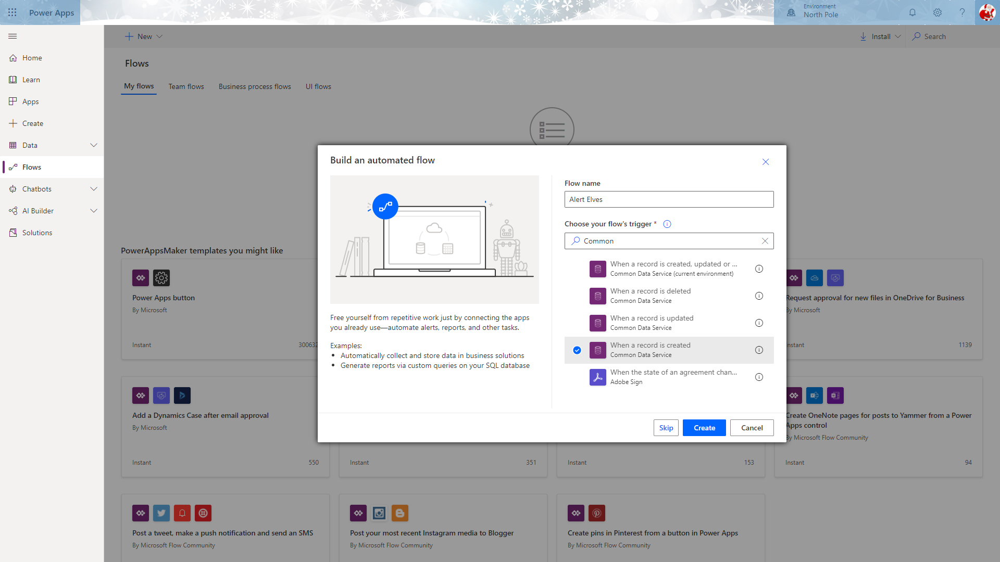 Power Apps
Environment
North Pole
New
Install
Search
Home
Learn
Apps
Create
Data
Flows
Chatbots
AI Builder
Solutions
Flows
My flows
Team flows
Business process flows
UI flows
Build an automated flow
Free yourself from repetitive work just by connecting the apps
you already use—automate alerts, reports, and other tasks.
Examples:
• Automatically collect and store data in business solutions
• Generate reports via custom queries on your SQL database
Flow name
Alert Elves
Choose your flow's trigger *
Common
When a record is created, updated or ...
Common Data Service (current environment)
When a record is deleted
Common Data Service
When a record is updated
Common Data Service
When a record is created
Common Data Service
When the state of an agreement chan...
Adobe Sign
Skip
Create
Cancel
PowerAppsMaker templates you might like
Power Apps button
By Microsoft
Instant
300632
Request approval for new files in OneDrive for Business
By Microsoft
Instant
1139
Add a Dynamics Case after email approval
By Microsoft
Instant
550
Instant
351
Instant
153
Create OneNote pages for posts to Yammer from a Power
Apps control
By Microsoft Flow Community
Instant
94
Post a tweet, make a push notification and send an SMS
By Microsoft Flow Community
Post your most recent Instagram media to Blogger
By Microsoft Flow Community
Create pins in Pinterest from a button in Power Apps
By Microsoft Flow Community